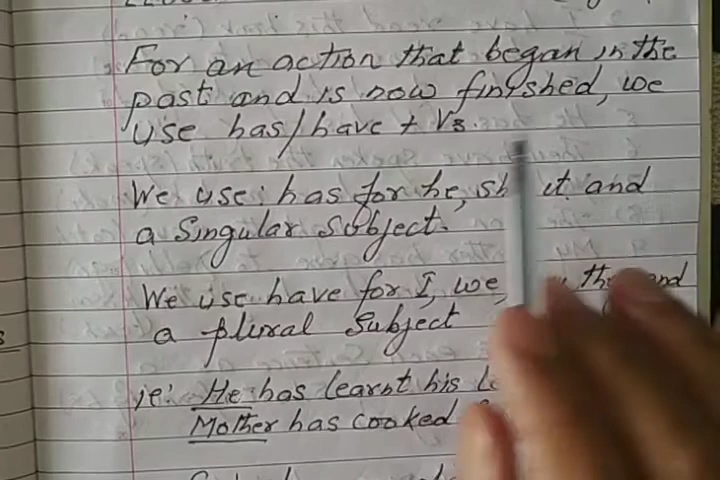 For an action that began in the
past and is now finished, we
use has/have + V3.
We use: has for he, sh it and
a Singular Subject.
We use have for I, we, and
a plural Subject
ie: He has learnt his
Mother has cooked